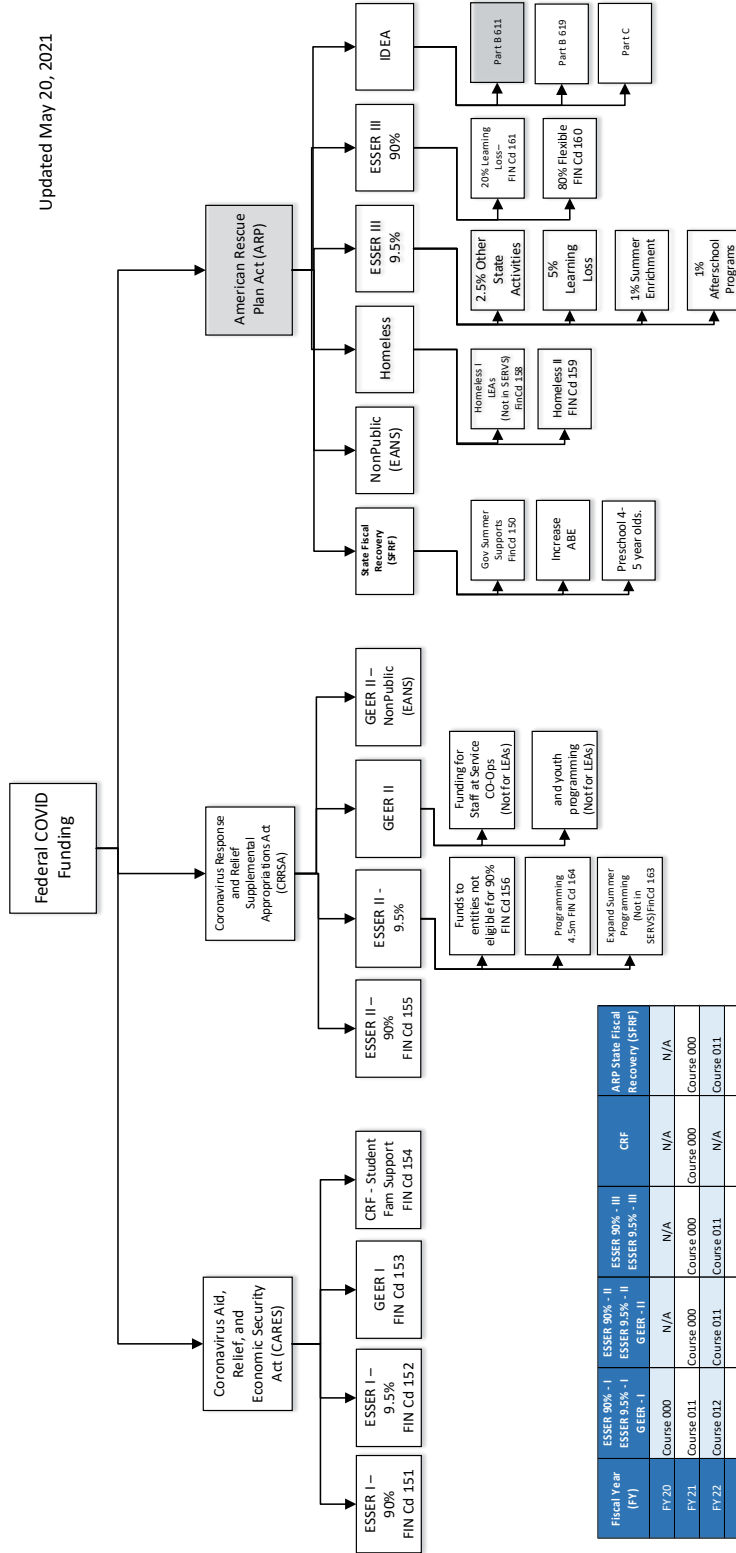 Updated May 20, 2021
Federal COVID
Funding
Coronavirus Aid,
Relief, and
Economic Security
Act (CARES)
Coronavirus Response
and Relief
Supplemental
Appropriations Act
(CRRSA)
American Rescue
Plan Act (ARP)
ESSER I –
90%
FIN Cd 151
ESSER I –
9.5%
FIN Cd 152
GEER I
FIN Cd 153
CRF - Student
Fam Support
FIN Cd 154
ESSER II –
90%
FIN Cd 155
ESSER II -
9.5%
GEER II
GEER II –
NonPublic
(EANS)
State Fiscal
Recovery
(SFRF)
NonPublic
(EANS)
Homeless
ESSER III
9.5%
ESSER III
90%
IDEA
Funds to
entities not
eligible for 90%
FIN Cd 156
Programming
4.5m FIN Cd 164
Expand Summer
Programming
(Not in
SERVS)FinCd 163
Funding for
Staff at Service
CO-Ops
(Not for LEAs)
and youth
programming
(Not for LEAs)
Gov Summer
Supports
FinCd 150
Increase
ABE
Preschool 4-
5 year olds.
Homeless I
LEAs
(Not in SERVS)
FinCd 158
Homeless II
FIN Cd 159
2.5% Other
State
Activities
5%
Learning
Loss
1% Summer
Enrichment
1%
Afterschool
Programs
20% Learning
Loss–
FIN Cd 161
80% Flexible
FIN Cd 160
Part B 611
Part B 619
Part C
Fiscal Year
(FY)
ESSER 90% - I
ESSER 9.5% - I
GEER - I
ESSER 90% - II
ESSER 9.5% - II
GEER - II
ESSER 90% - III
ESSER 9.5% - III
CRF
ARP State Fiscal
Recovery (SFRF)
FY 20
Course 000
N/A
N/A
N/A
N/A
FY 21
Course 011
Course 000
Course 000
Course 000
Course 000
FY 22
Course 012
Course 011
Course 011
N/A
Course 011